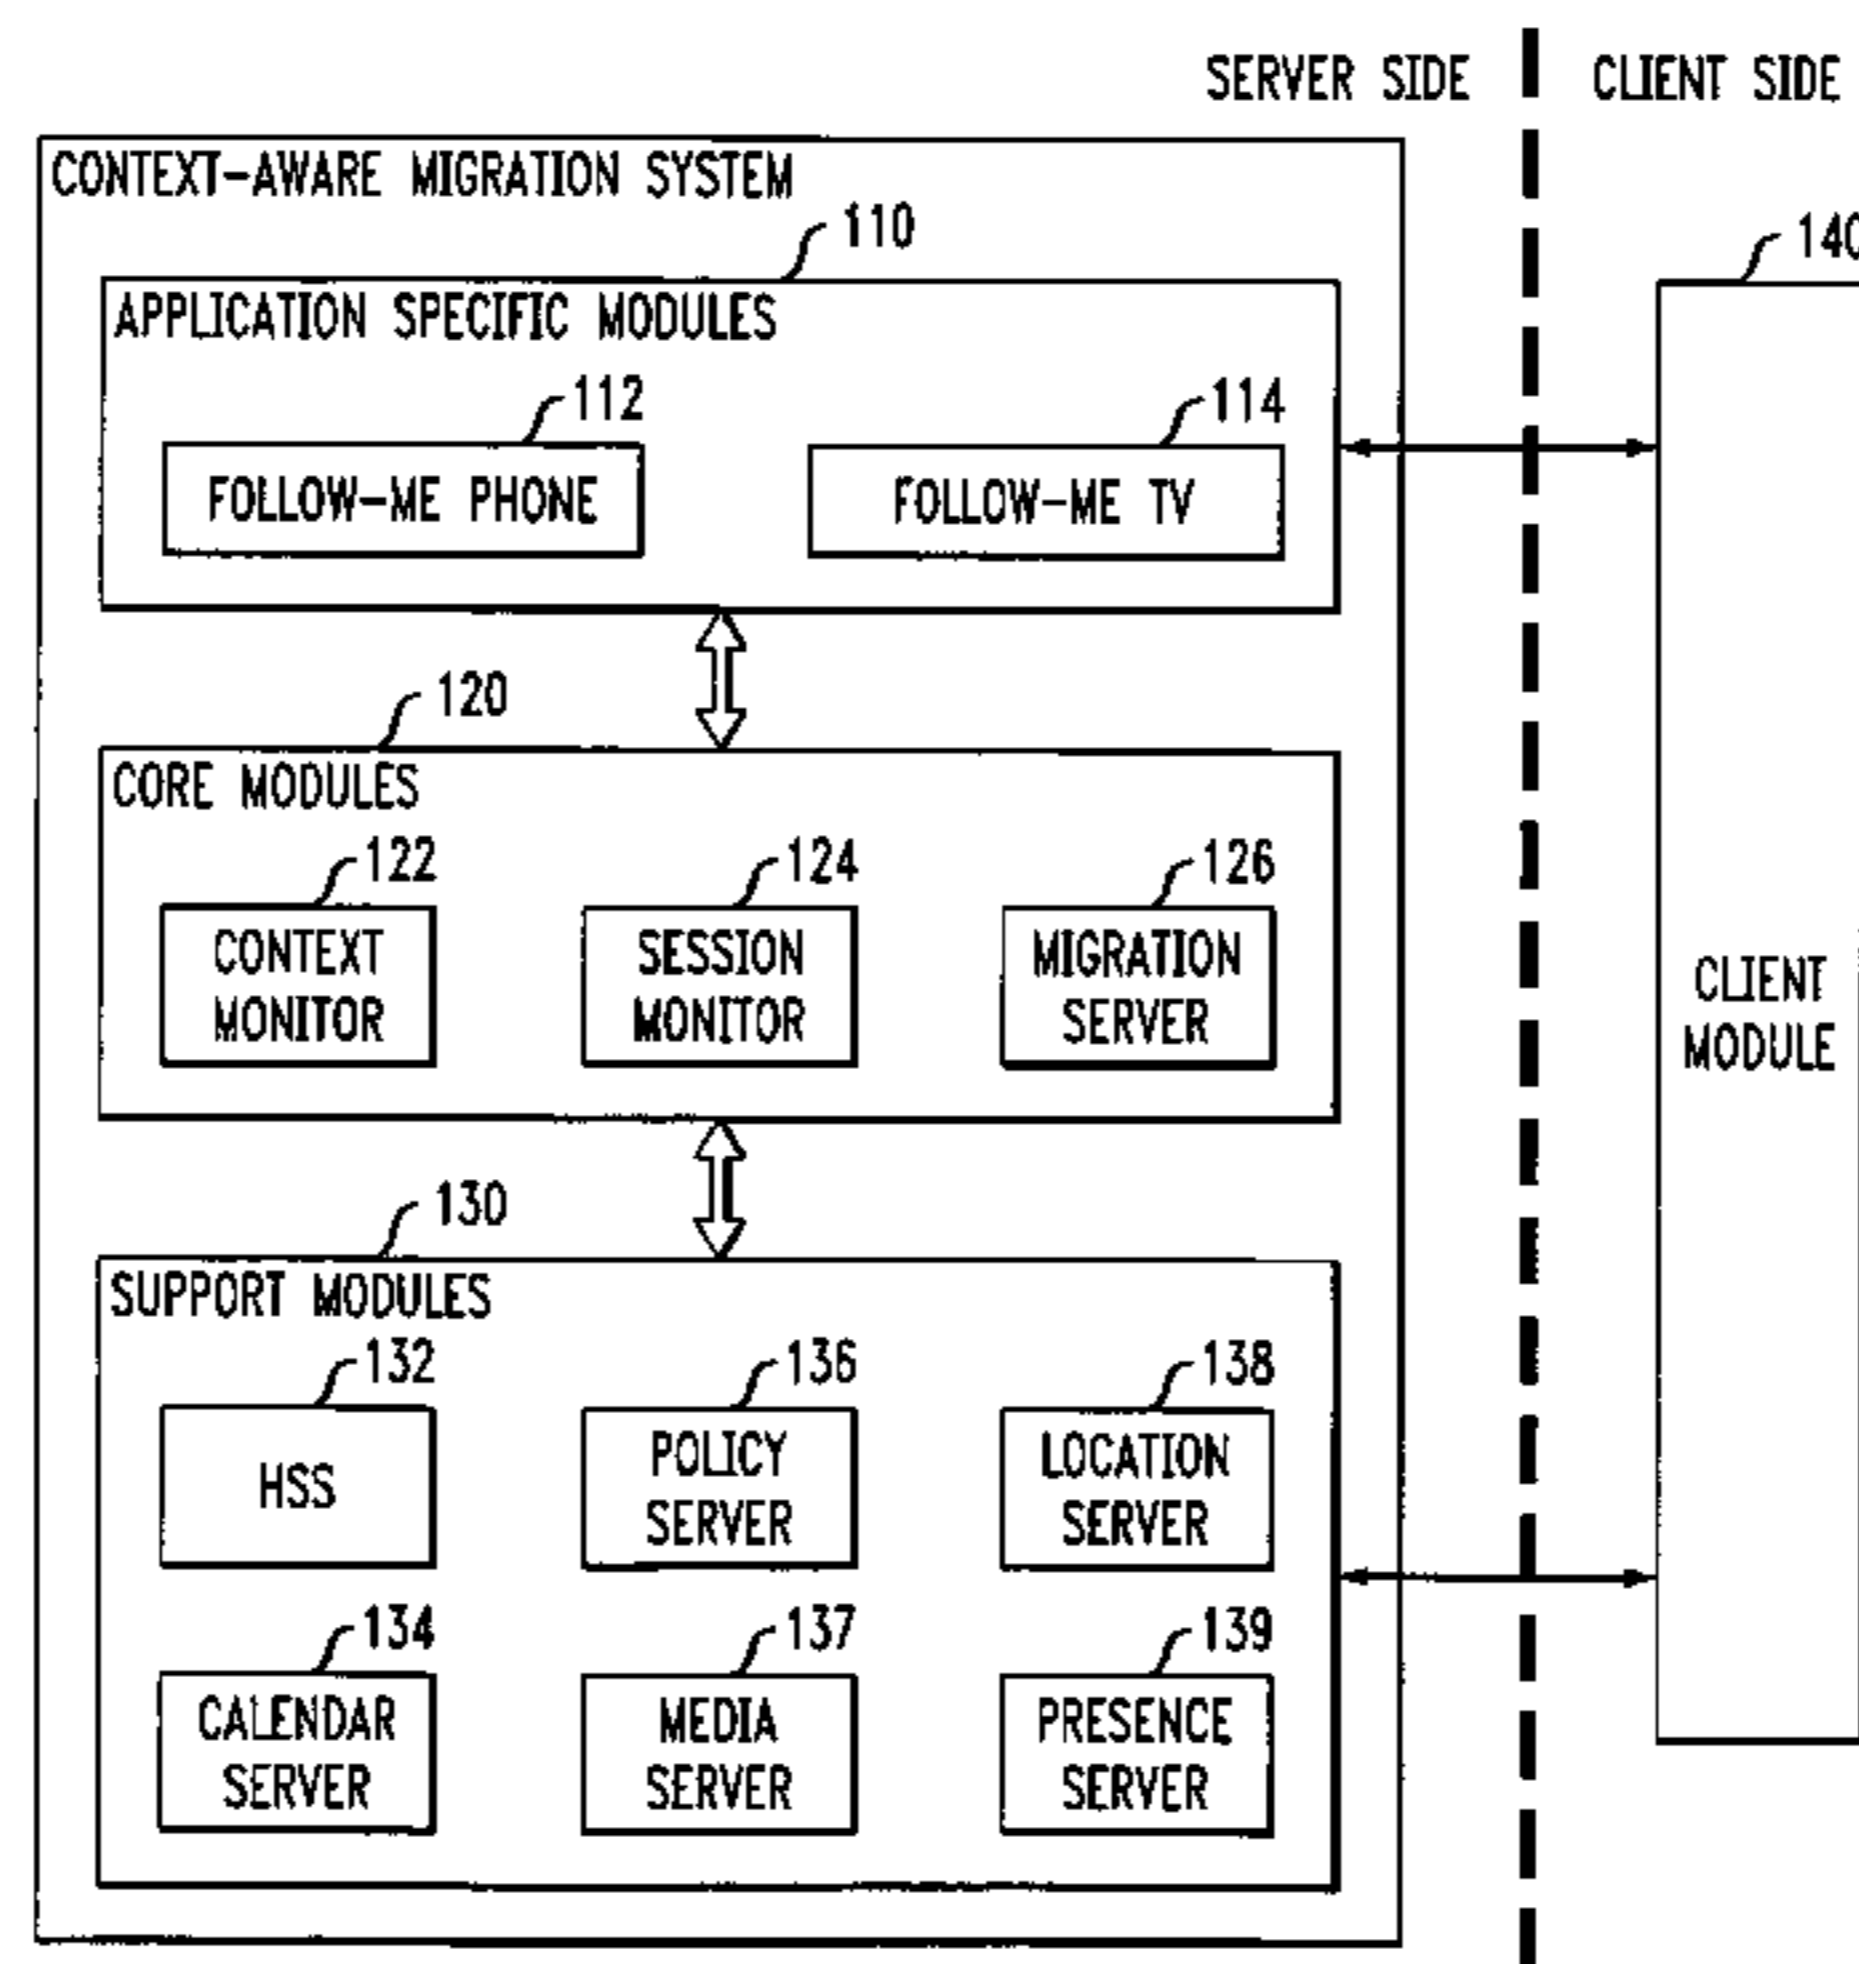 SERVER SIDE
CLIENT SIDE
CONTEXT-AWARE MIGRATION SYSTEM
110
140
APPLICATION SPECIFIC MODULES
112
114
FOLLOW-ME PHONE
FOLLOW-ME TV
120
CORE MODULES
122
124
126
CONTEXT
MONITOR
SESSION
MONITOR
MIGRATION
SERVER
CLIENT
MODULE
130
SUPPORT MODULES
132
136
138
HSS
POLICY
SERVER
LOCATION
SERVER
134
137
139
CALENDAR
SERVER
MEDIA
SERVER
PRESENCE
SERVER